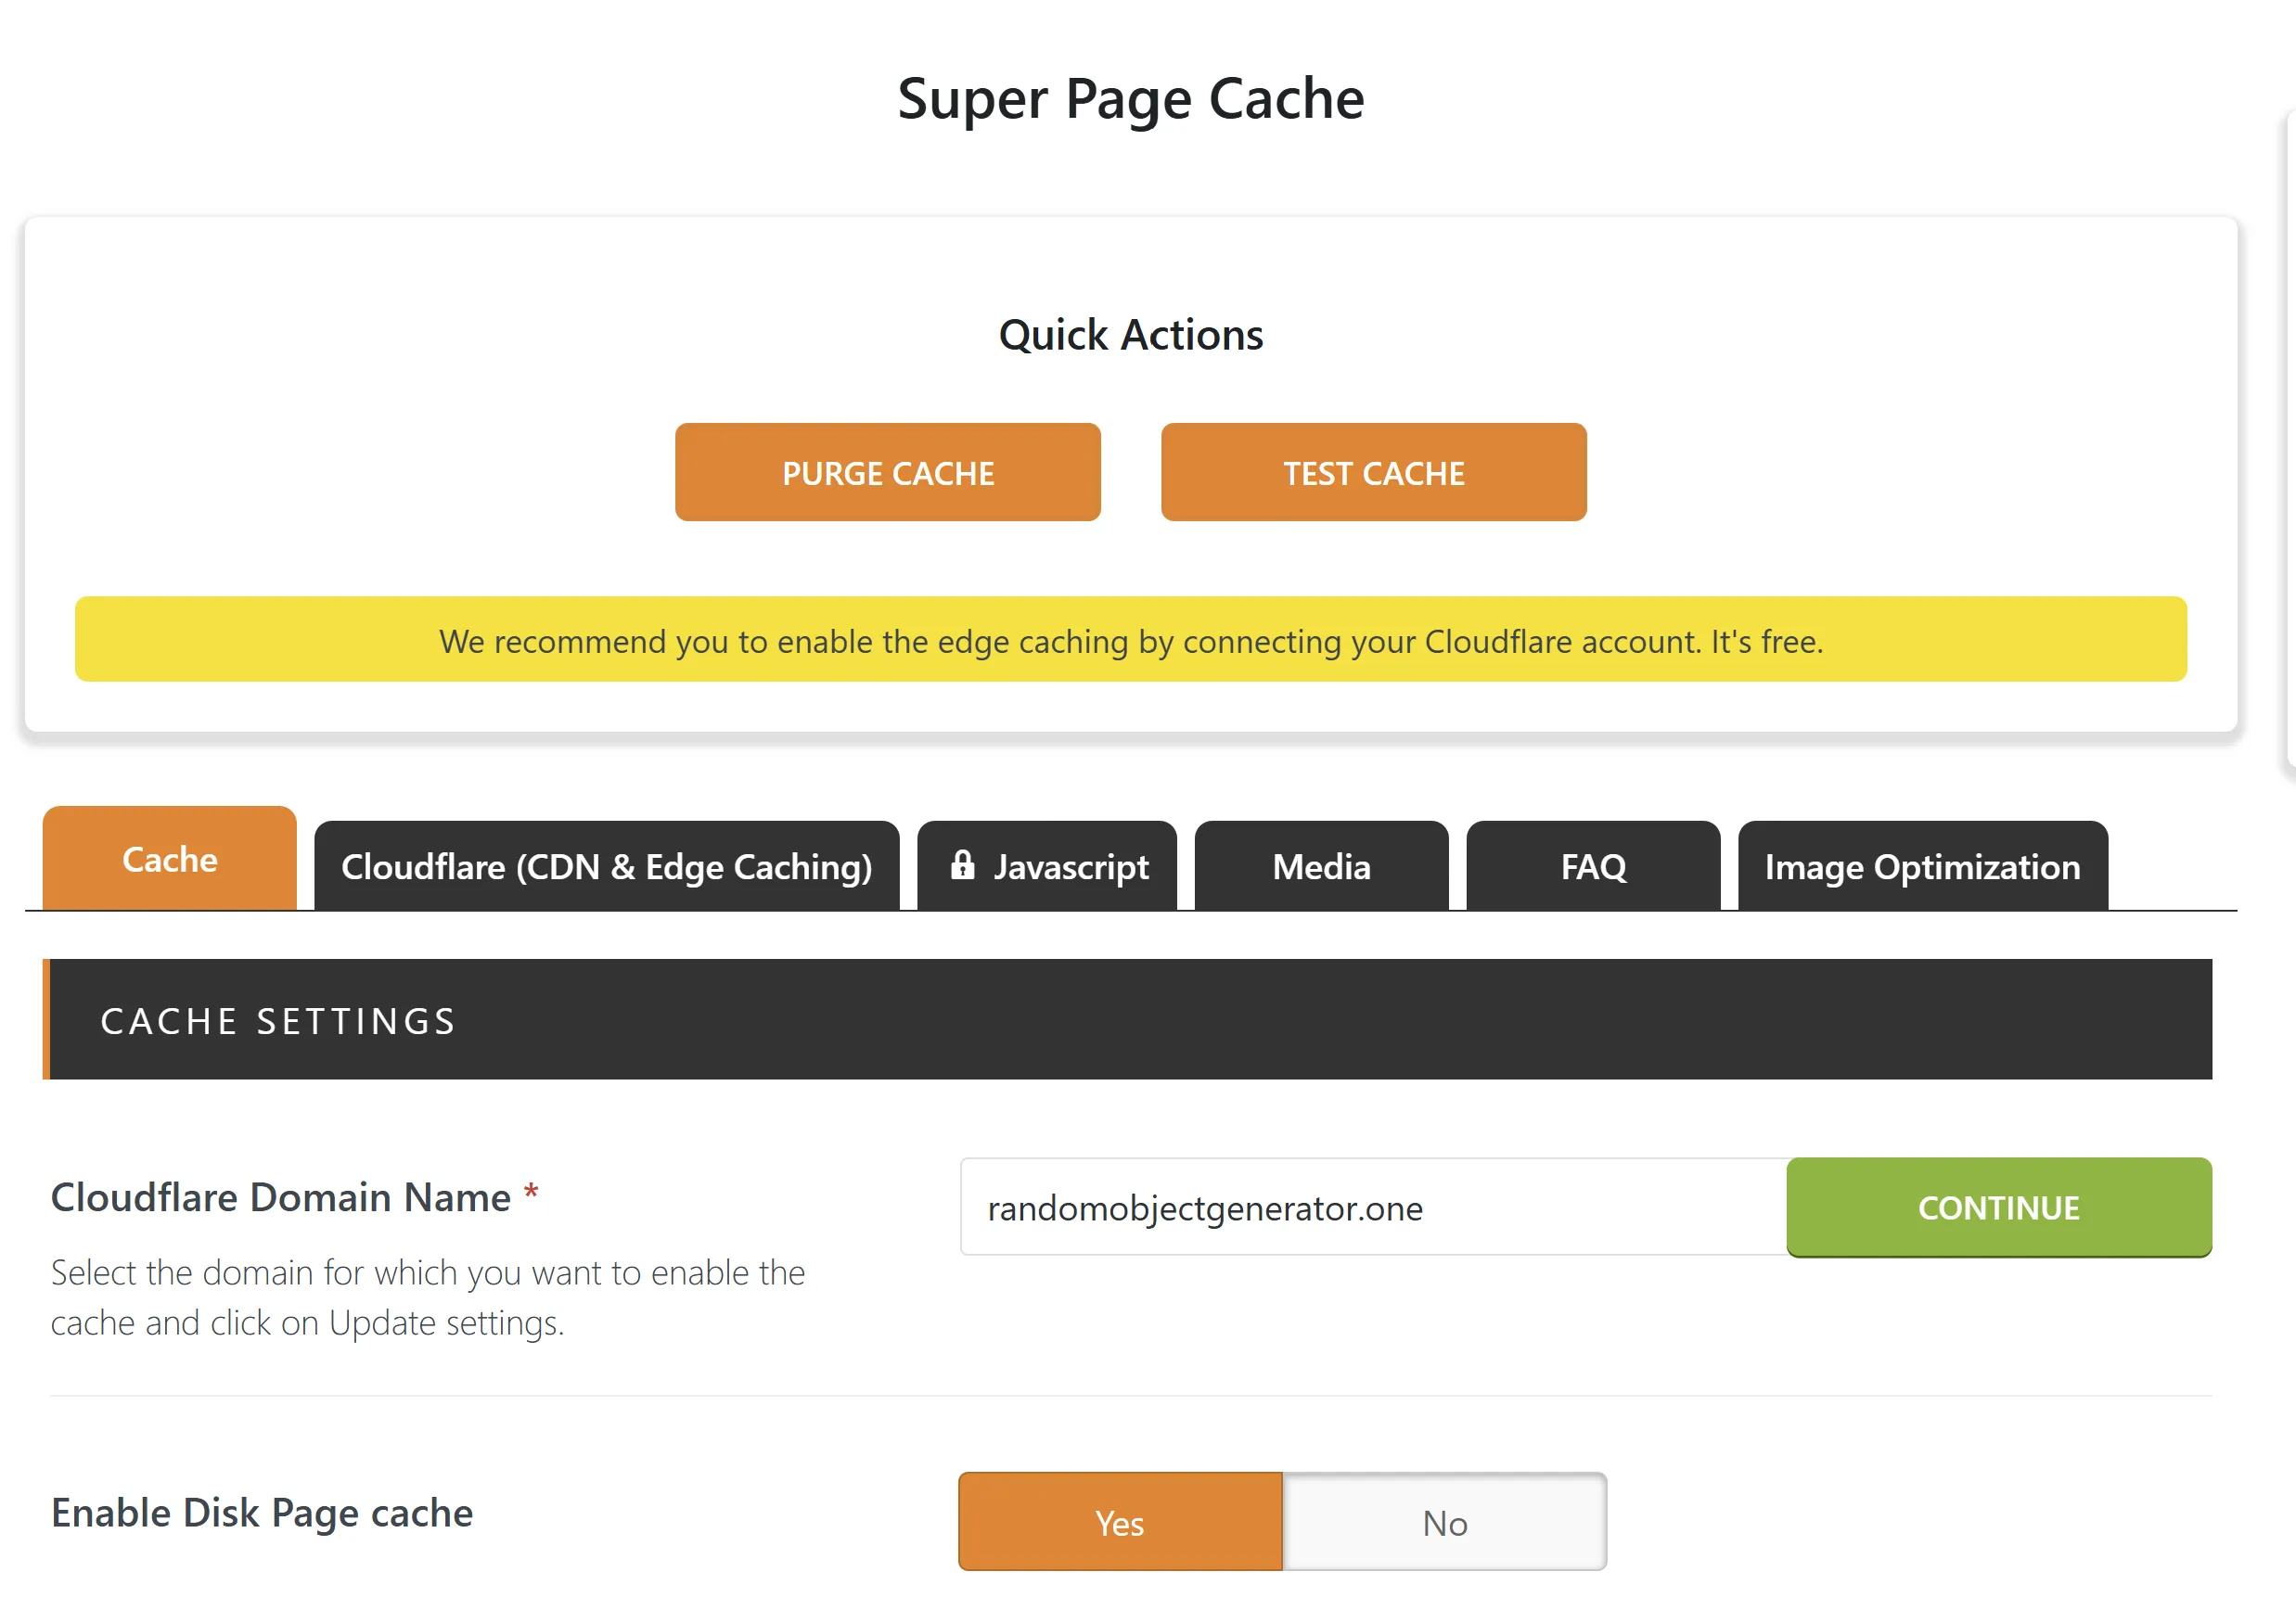 Super Page Cache
Quick Actions
PURGE CACHE
TEST CACHE
We recommend you to enable the edge caching by connecting your Cloudflare account. It's free.
Cache
Cloudflare (CDN & Edge Caching)
Javascript
Media
FAQ
Image Optimization
CACHE SETTINGS
Cloudflare Domain Name *
randomobjectgenerator.one
CONTINUE
Select the domain for which you want to enable the
cache and click on Update settings.
Enable Disk Page cache
Yes
No